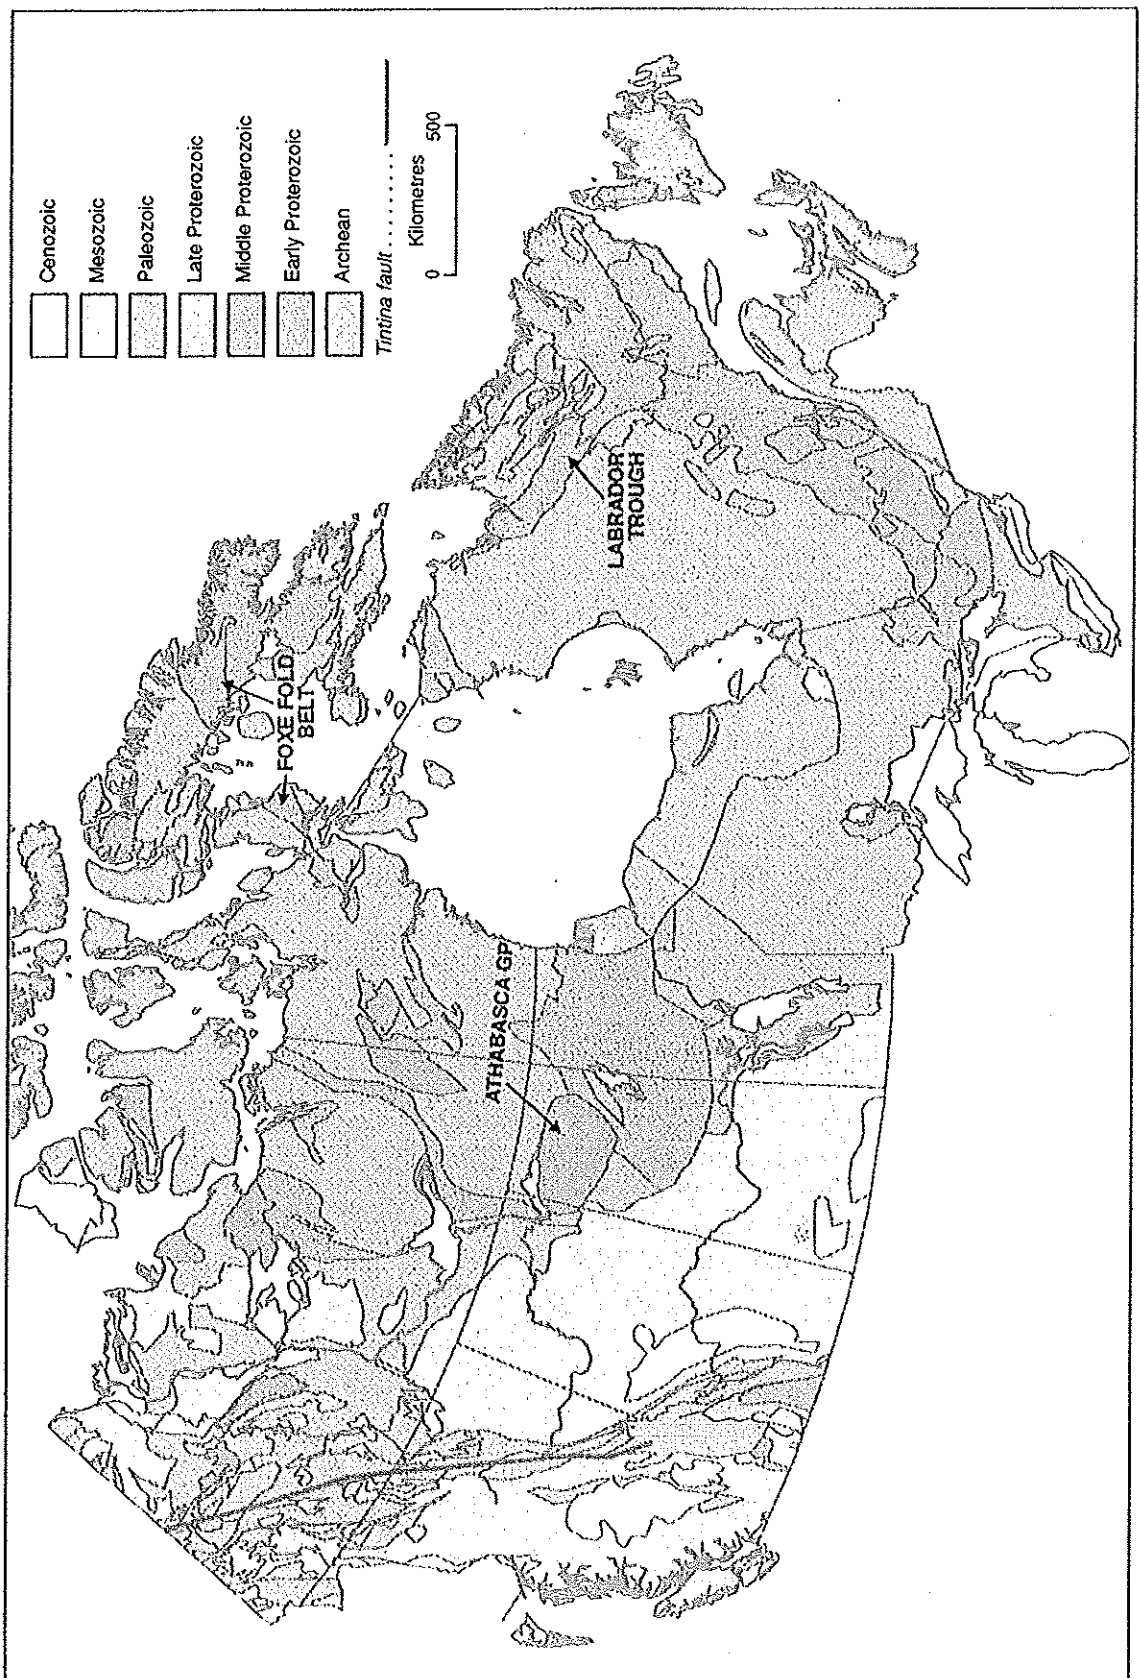 Cenozoic
Mesozoic
Paleozoic
Late Proterozoic
Middle Proterozoic
Early Proterozoic
Archean
Tintina fault . . . . . . . . .
Kilometres
0 500
FOXE FOLD
BELT
LABRADOR
TROUGH
ATHABASCA GP